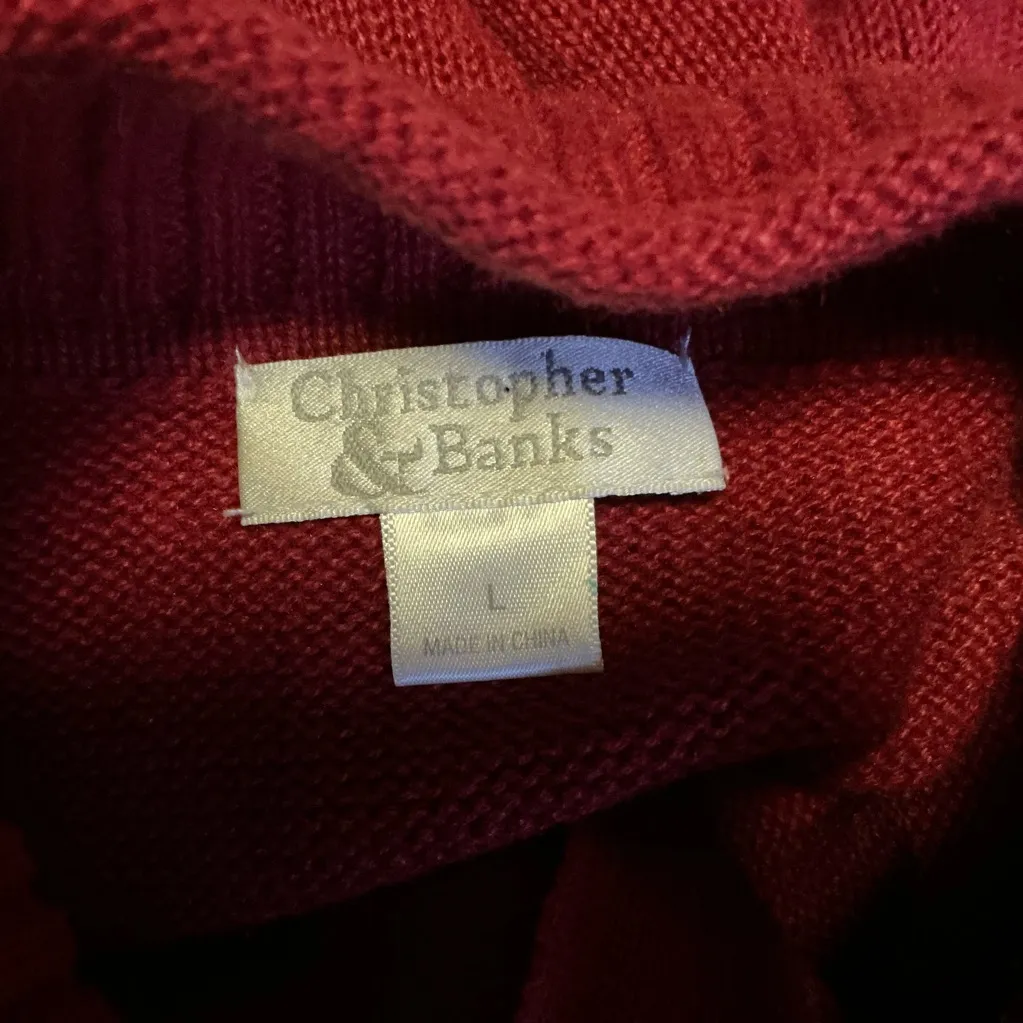 Christopher
& Banks
L
MADE IN CHINA